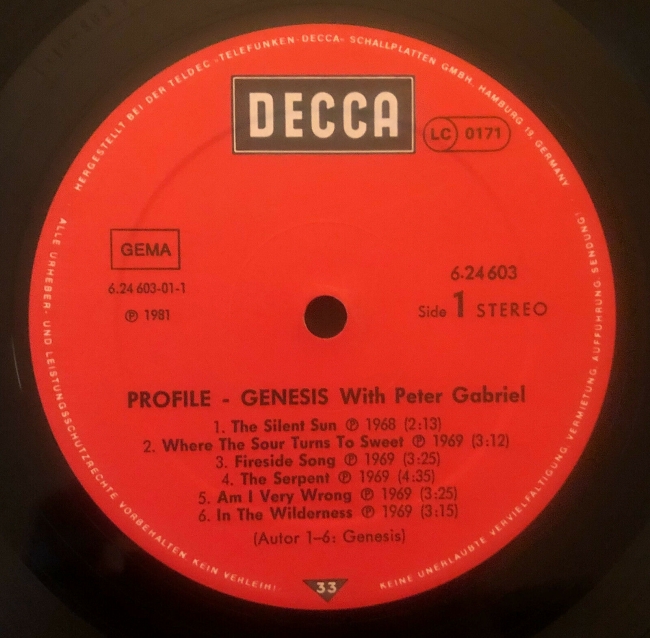 HERGESTELLT BEI DER TELDEC »TELEFUNKEN-DECCA« SCHALLPLATTEN GMBH, HAMBURG 19, GERMANY
DECCA
LC 0171
GEMA
6.24 603-01-1
Ⓟ 1981
6.24 603
Side 1 STEREO
PROFILE - GENESIS With Peter Gabriel
1. The Silent Sun Ⓟ 1968 (2:13)
2. Where The Sour Turns To Sweet Ⓟ 1969 (3:12)
3. Fireside Song Ⓟ 1969 (3:25)
4. The Serpent Ⓟ 1969 (4:35)
5. Am I Very Wrong Ⓟ 1969 (3:25)
6. In The Wilderness Ⓟ 1969 (3:15)
(Autor 1-6: Genesis)
33
ALLE URHEBER- UND LEISTUNGSSCHUTZRECHTE VORBEHALTEN KEIN VERLEIH!
KEINE UNERLAUBTE VERVIELFÄLTIGUNG, VERMIETUNG, AUFFÜHRUNG, SENDUNG!